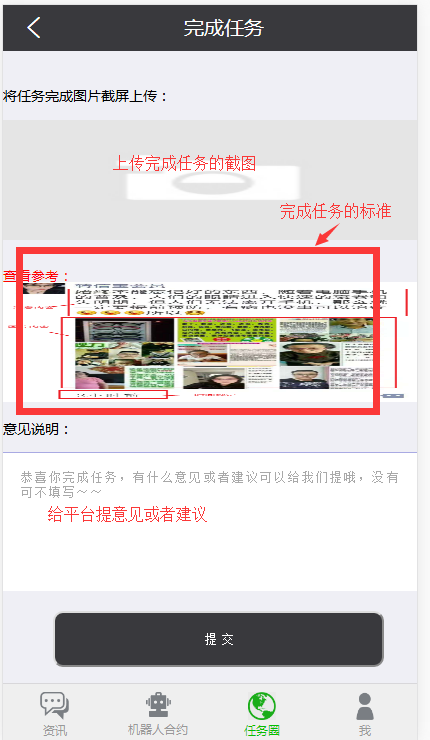 完成任务
将任务完成图片截屏上传：
上传完成任务的截图
完成任务的标准
查看参考：
意见说明：
恭喜你完成任务，有什么意见或者建议可以给我们提哦，没有
可不填写～～
给平台提意见或者建议
提交
资讯
机器人合约
任务圈
我